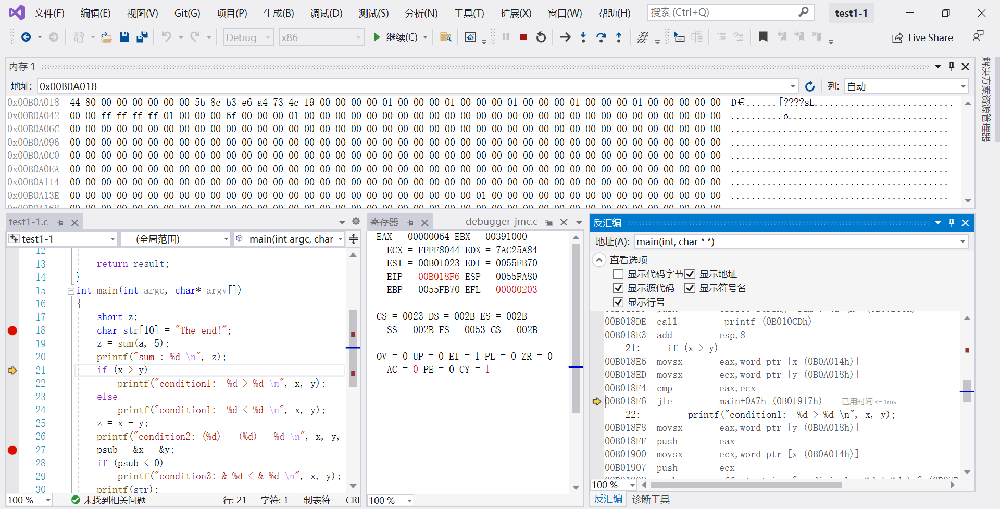 文件(F) 编辑(E) 视图(V) Git(G) 项目(P) 生成(B) 调试(D) 测试(S) 分析(N) 工具(T) 扩展(X) 窗口(W) 帮助(H) 搜索 (Ctrl+Q) test1-1
Debug x86 继续(C) Live Share
内存 1
地址: 0x00B0A018 列: 自动
0x00B0A018 44 80 00 00 00 00 00 00 5b 8c b3 e6 a4 73 4c 19 00 00 00 00 01 00 00 00 01 00 00 00 01 00 00 00 01 00 00 00 01 00 00 00 00 00 D€......[????sL...........................
0x00B0A042 00 00 ff ff ff ff 01 00 00 00 6f 00 00 00 01 00 00 00 00 00 00 00 00 00 00 00 00 00 00 00 00 00 00 00 00 00 00 00 00 00 00 00 ..........o...............................
0x00B0A06C 00 00 00 00 00 00 00 00 00 00 00 00 00 00 00 00 00 00 00 00 00 00 00 00 00 00 00 00 00 00 00 00 00 00 00 00 00 00 00 00 00 00 ..........................................
0x00B0A096 00 00 00 00 00 00 00 00 00 00 00 00 00 00 00 00 00 00 00 00 00 00 00 00 00 00 00 00 00 00 00 00 00 00 00 00 00 00 00 00 00 00 ..........................................
0x00B0A0C0 00 00 00 00 00 00 00 00 00 00 00 00 00 00 00 00 00 00 00 00 00 00 00 00 00 00 00 00 00 00 00 00 00 00 00 00 00 00 00 00 00 00 ..........................................
0x00B0A0EA 00 00 00 00 00 00 00 00 00 00 00 00 00 00 00 00 00 00 00 00 00 00 00 00 00 00 00 00 00 00 00 00 00 00 00 00 00 00 00 00 00 00 ..........................................
0x00B0A114 00 00 00 00 00 00 00 00 00 00 00 00 00 00 00 00 00 00 00 00 00 00 00 00 00 00 00 00 00 00 00 00 00 00 00 00 00 00 00 00 00 00 ..........................................
0x00B0A13E 00 00 00 00 00 00 00 00 00 00 00 00 00 00 00 00 00 00 00 00 00 00 00 00 00 00 01 00 00 00 00 00 00 00 00 00 00 00 00 00 00 00 ..........................................
解决方案资源管理器
test1-1.c
test1-1 (全局范围) main(int argc, char
12
13 return result;
14 }
15 int main(int argc, char* argv[])
16 {
17 short z;
18 char str[10] = "The end!";
19 z = sum(a, 5);
20 printf("sum : %d \n", z);
21 if (x > y)
22 printf("condition1: %d > %d \n", x, y);
23 else
24 printf("condition1: %d < %d \n", x, y);
25 z = x - y;
26 printf("condition2: (%d) - (%d) = %d \n", x, y,
27 psub = &x - &y;
28 if (psub < 0)
29 printf("condition3: & %d < & %d \n", x, y);
30 printf(str);
100 % 未找到相关问题 行: 21 字符: 1 制表符 CRL
寄存器 debugger_jmc.c
EAX = 00000064 EBX = 00391000
ECX = FFFF8044 EDX = 7AC25A84
ESI = 00B01023 EDI = 0055FB70
EIP = 00B018F6 ESP = 0055FA80
EBP = 0055FB70 EFL = 00000203
CS = 0023 DS = 002B ES = 002B
SS = 002B FS = 0053 GS = 002B
OV = 0 UP = 0 EI = 1 PL = 0 ZR = 0
AC = 0 PE = 0 CY = 1
100 %
反汇编
地址(A): main(int, char * *)
查看选项
显示代码字节 显示地址
显示源代码 显示符号名
显示行号
00B018DE call _printf (0B010CDh)
00B018E3 add esp,8
21: if (x > y)
00B018E6 movsx eax,word ptr [x (0B0A014h)]
00B018ED movsx ecx,word ptr [y (0B0A018h)]
00B018F4 cmp eax,ecx
00B018F6 jle main+0A7h (0B01917h) 已用时间 <= 1ms
22: printf("condition1: %d > %d \n", x, y);
00B018F8 movsx eax,word ptr [y (0B0A018h)]
00B018FF push eax
00B01900 movsx ecx,word ptr [x (0B0A014h)]
00B01907 push ecx
100 %
反汇编 诊断工具